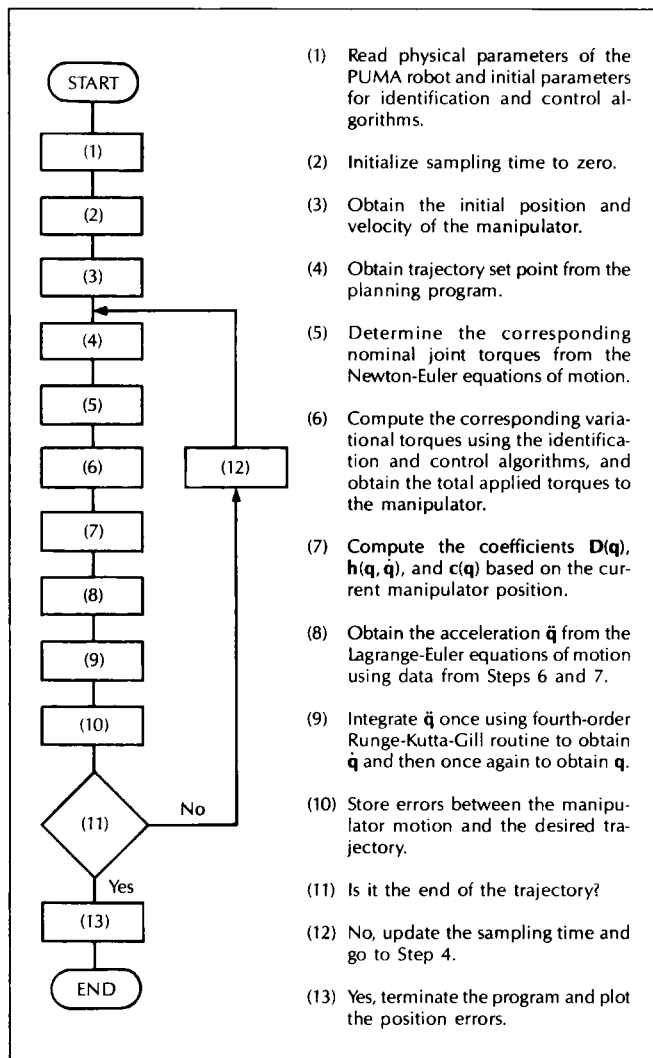 START
(1)
(2)
(3)
(4)
(5)
(6)
(12)
(7)
(8)
(9)
(10)
(11)
No
Yes
(13)
END
(1) Read physical parameters of the
PUMA robot and initial parameters
for identification and control al-
gorithms.
(2) Initialize sampling time to zero.
(3) Obtain the initial position and
velocity of the manipulator.
(4) Obtain trajectory set point from the
planning program.
(5) Determine the corresponding
nominal joint torques from the
Newton-Euler equations of motion.
(6) Compute the corresponding varia-
tional torques using the identifica-
tion and control algorithms, and
obtain the total applied torques to
the manipulator.
(7) Compute the coefficients D(q),
h(q, q̇), and c(q) based on the cur-
rent manipulator position.
(8) Obtain the acceleration q̈ from the
Lagrange-Euler equations of motion
using data from Steps 6 and 7.
(9) Integrate q̈ once using fourth-order
Runge-Kutta-Gill routine to obtain
q̇ and then once again to obtain q.
(10) Store errors between the manipu-
lator motion and the desired tra-
jectory.
(11) Is it the end of the trajectory?
(12) No, update the sampling time and
go to Step 4.
(13) Yes, terminate the program and plot
the position errors.